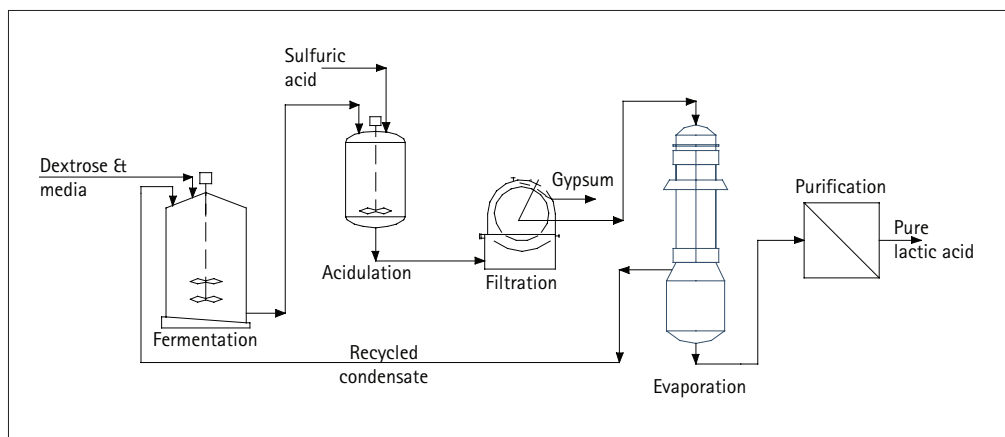 Sulfuric
acid
Dextrose &
media
Gypsum
Purification
Pure
lactic acid
Acidulation
Filtration
Fermentation
Recycled
condensate
Evaporation